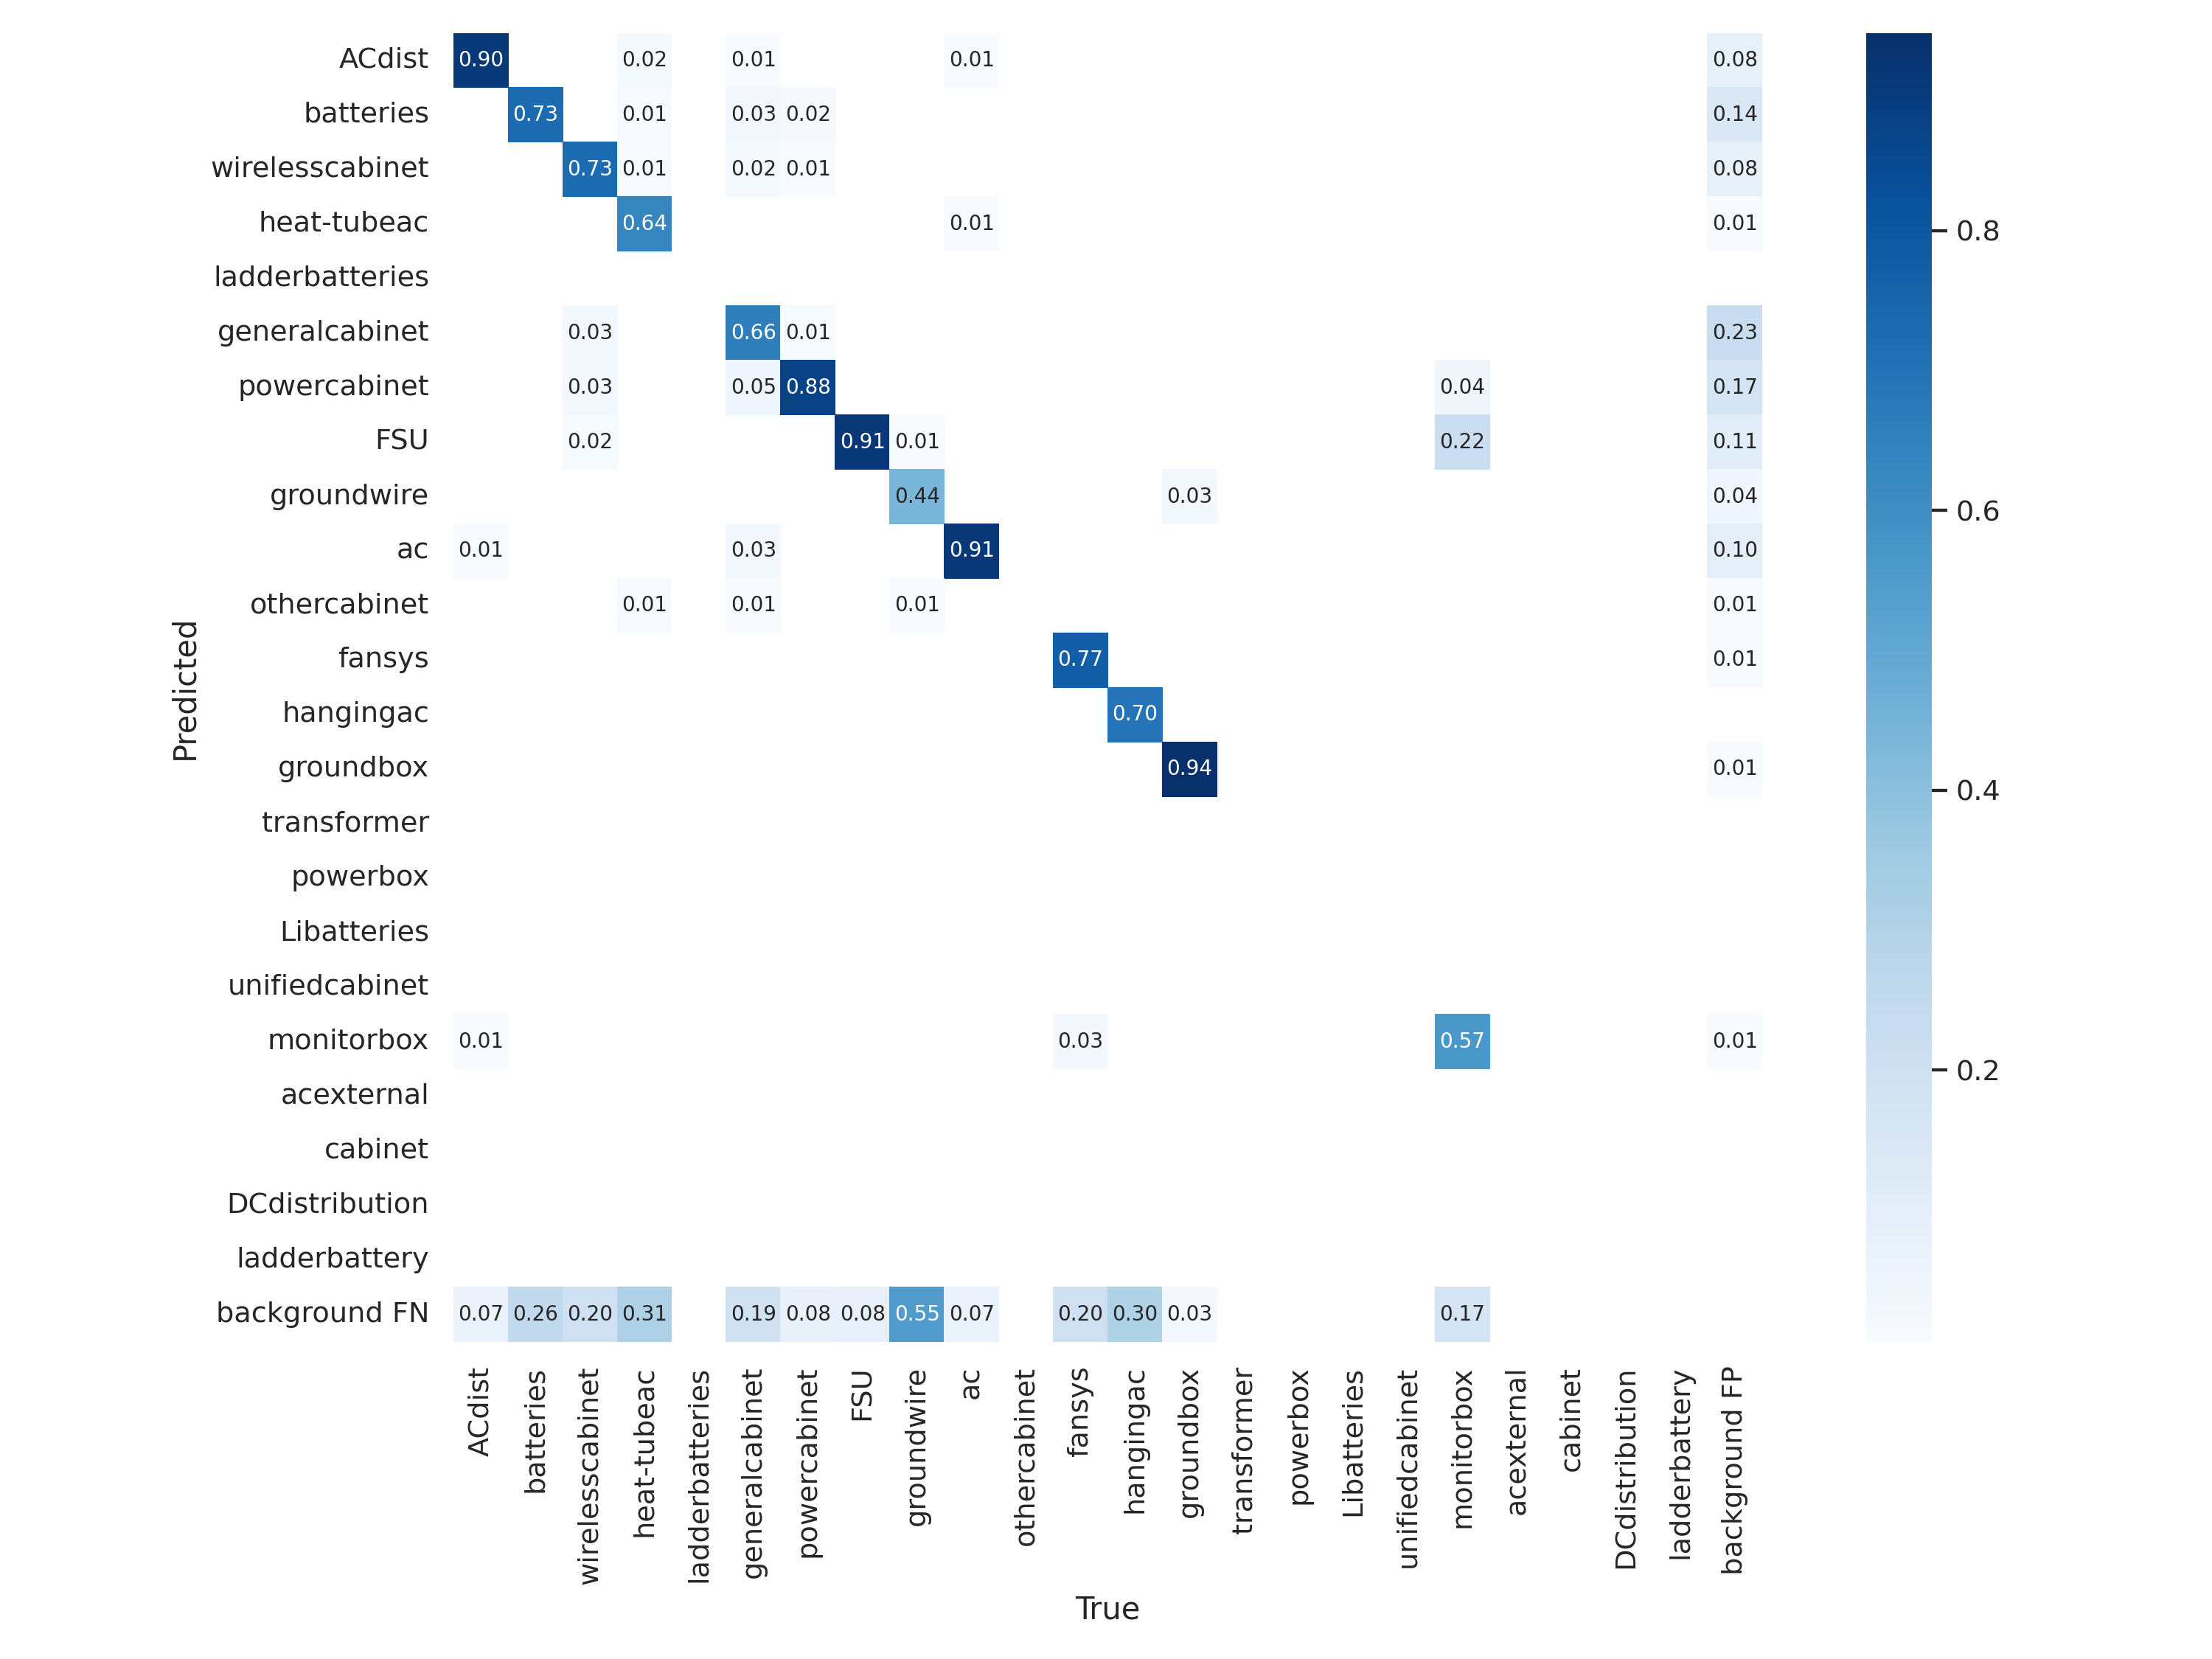 ACdist 0.90 0.02 0.01 0.01 0.08
batteries 0.73 0.01 0.03 0.02 0.14
wirelesscabinet 0.73 0.01 0.02 0.01 0.08
heat-tubeac 0.64 0.01 0.01
0.8
ladderbatteries
generalcabinet 0.03 0.66 0.01 0.23
powercabinet 0.03 0.05 0.88 0.04 0.17
FSU 0.02 0.91 0.01 0.22 0.11
groundwire 0.44 0.03 0.04
0.6
ac 0.01 0.03 0.91 0.10
othercabinet 0.01 0.01 0.01 0.01
fansys 0.77 0.01
Predicted
hangingac 0.70
groundbox 0.94 0.01
0.4
transformer
powerbox
Libatteries
unifiedcabinet
monitorbox 0.01 0.03 0.57 0.01
0.2
acexternal
cabinet
DCdistribution
ladderbattery
background FN 0.07 0.26 0.20 0.31 0.19 0.08 0.08 0.55 0.07 0.20 0.30 0.03 0.17
ACdist
batteries
wirelesscabinet
heat-tubeac
ladderbatteries
generalcabinet
powercabinet
FSU
groundwire
ac
othercabinet
fansys
hangingac
groundbox
transformer
powerbox
Libatteries
unifiedcabinet
monitorbox
acexternal
cabinet
DCdistribution
ladderbattery
background FP
True